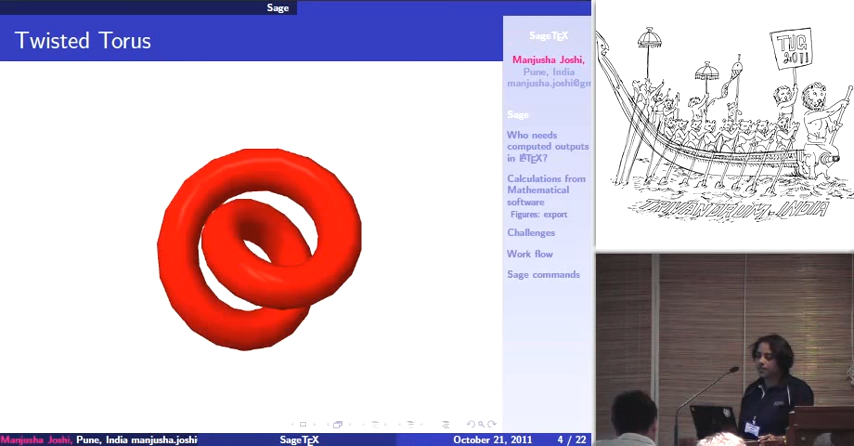 Sage
Twisted Torus
SageTEX
Manjusha Joshi,
Pune, India
manjusha.joshi@gm
Sage
Who needs
computed outputs
in LATEX?
Calculations from
Mathematical
software
Figures: export
Challenges
Work flow
Sage commands
Manjusha Joshi, Pune, India manjusha.joshi
SageTEX
October 21, 2011
4 / 22
TUG
2011
TRIVANDRUM, INDIA